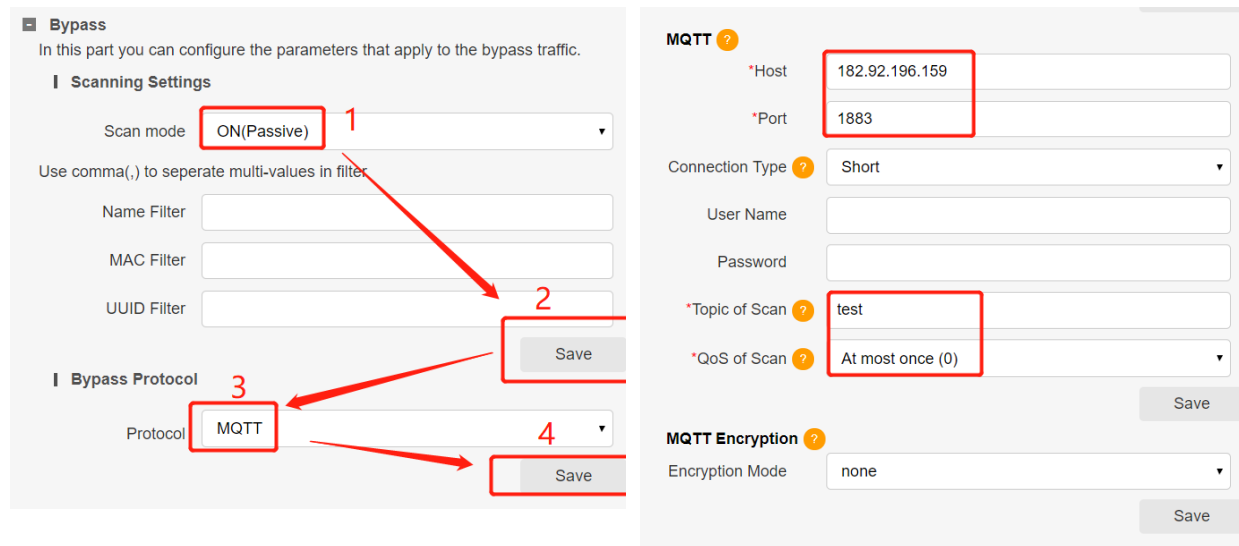 Bypass
In this part you can configure the parameters that apply to the bypass traffic.
Scanning Settings
Scan mode ON(Passive) 1
Use comma(,) to seperate multi-values in filter
Name Filter
MAC Filter
UUID Filter
2
Save
Bypass Protocol
3
Protocol MQTT
4
Save
MQTT ?
*Host 182.92.196.159
*Port 1883
Connection Type ? Short
User Name
Password
*Topic of Scan ? test
*QoS of Scan ? At most once (0)
Save
MQTT Encryption ?
Encryption Mode none
Save